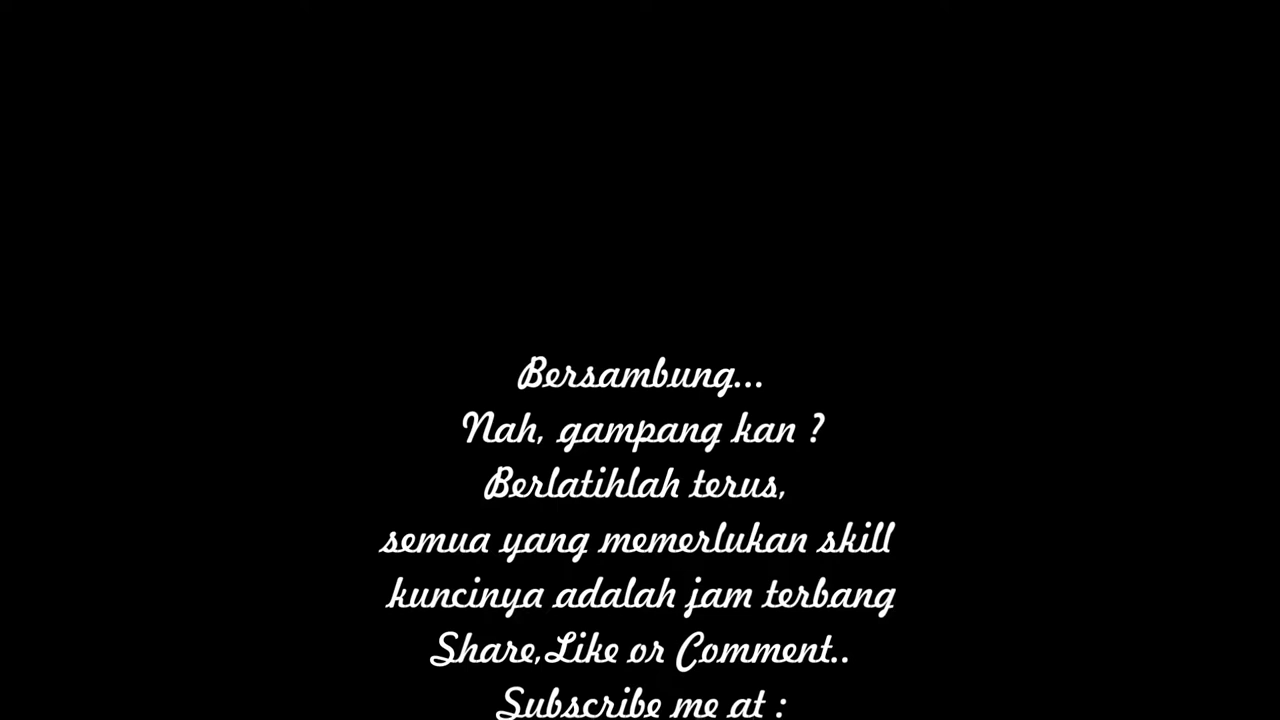 Bersambung...
Nah, gampang kan ?
Berlatihlah terus,
semua yang memerlukan skill
kuncinya adalah jam terbang
Share,Like or Comment..
Subscribe me at :